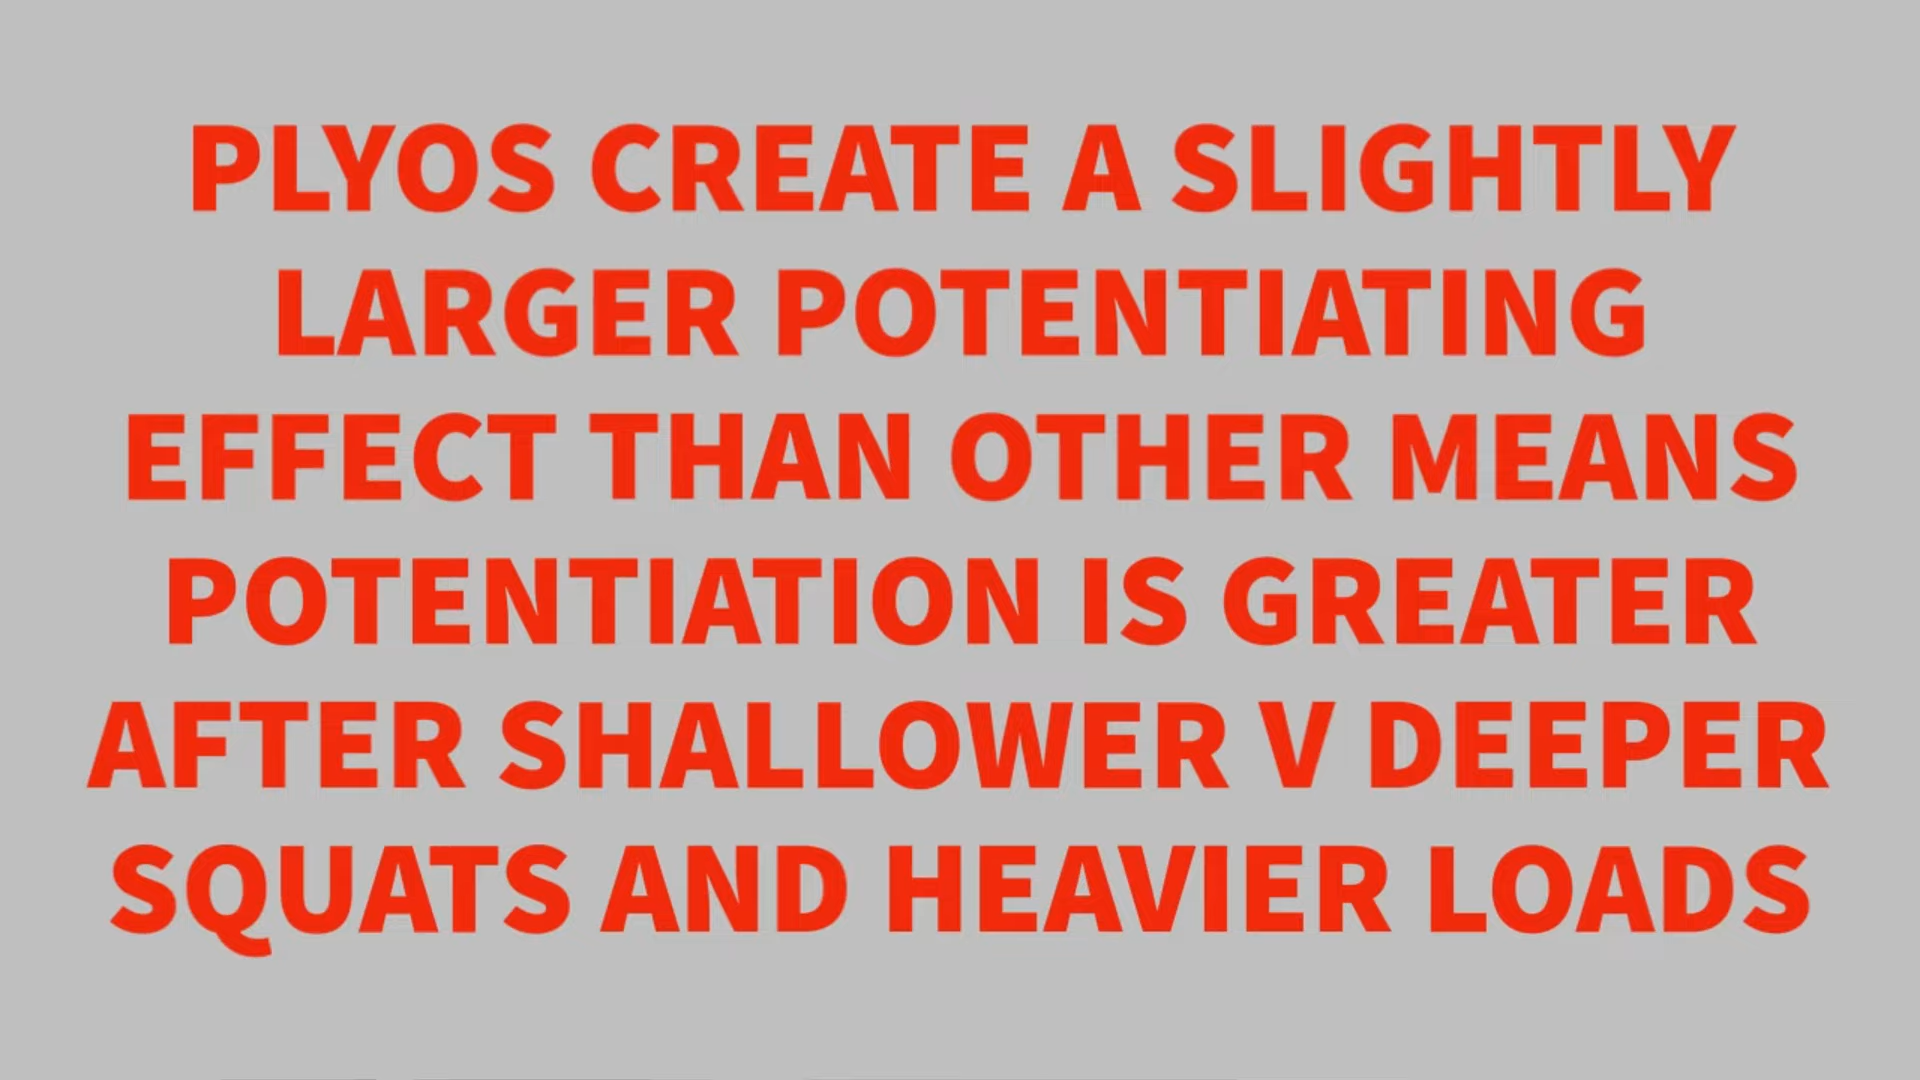 PLYOS CREATE A SLIGHTLY
LARGER POTENTIATING
EFFECT THAN OTHER MEANS
POTENTIATION IS GREATER
AFTER SHALLOWER V DEEPER
SQUATS AND HEAVIER LOADS